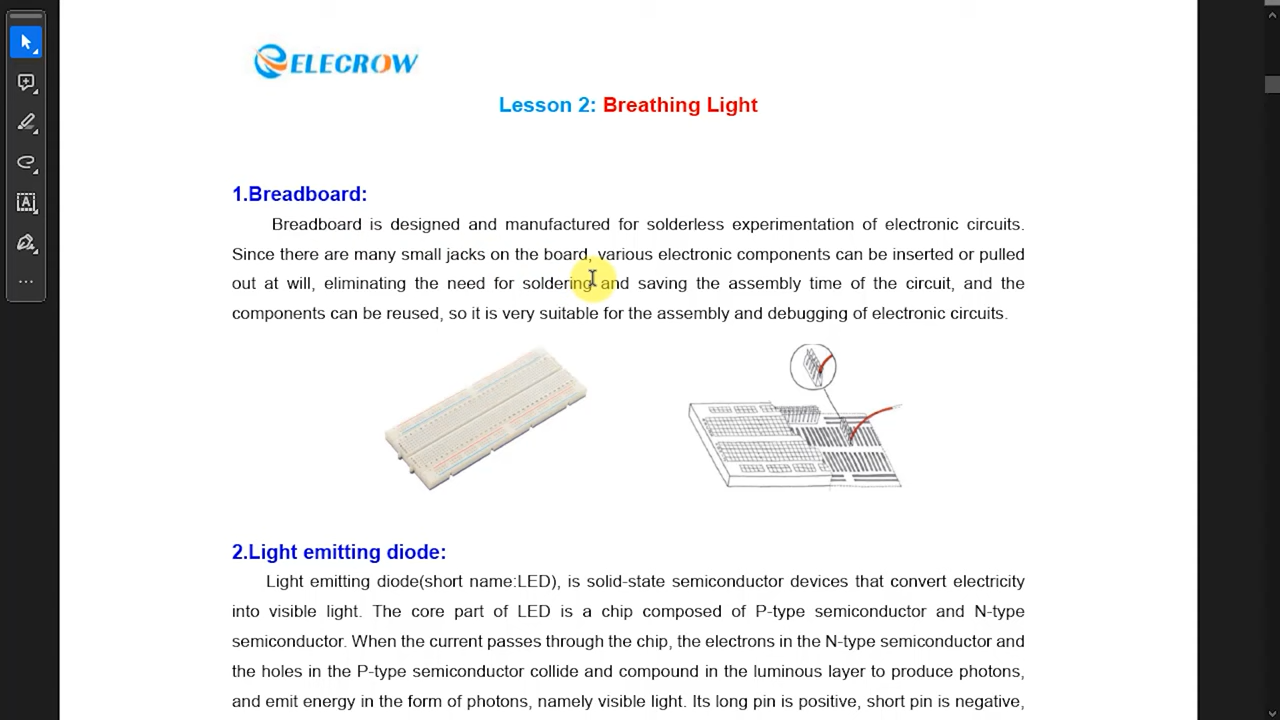 ELECROW
Lesson 2: Breathing Light
1.Breadboard:
Breadboard is designed and manufactured for solderless experimentation of electronic circuits.
Since there are many small jacks on the board, various electronic components can be inserted or pulled
out at will, eliminating the need for soldering and saving the assembly time of the circuit, and the
components can be reused, so it is very suitable for the assembly and debugging of electronic circuits.
2.Light emitting diode:
Light emitting diode(short name:LED), is solid-state semiconductor devices that convert electricity
into visible light. The core part of LED is a chip composed of P-type semiconductor and N-type
semiconductor. When the current passes through the chip, the electrons in the N-type semiconductor and
the holes in the P-type semiconductor collide and compound in the luminous layer to produce photons,
and emit energy in the form of photons, namely visible light. Its long pin is positive, short pin is negative,